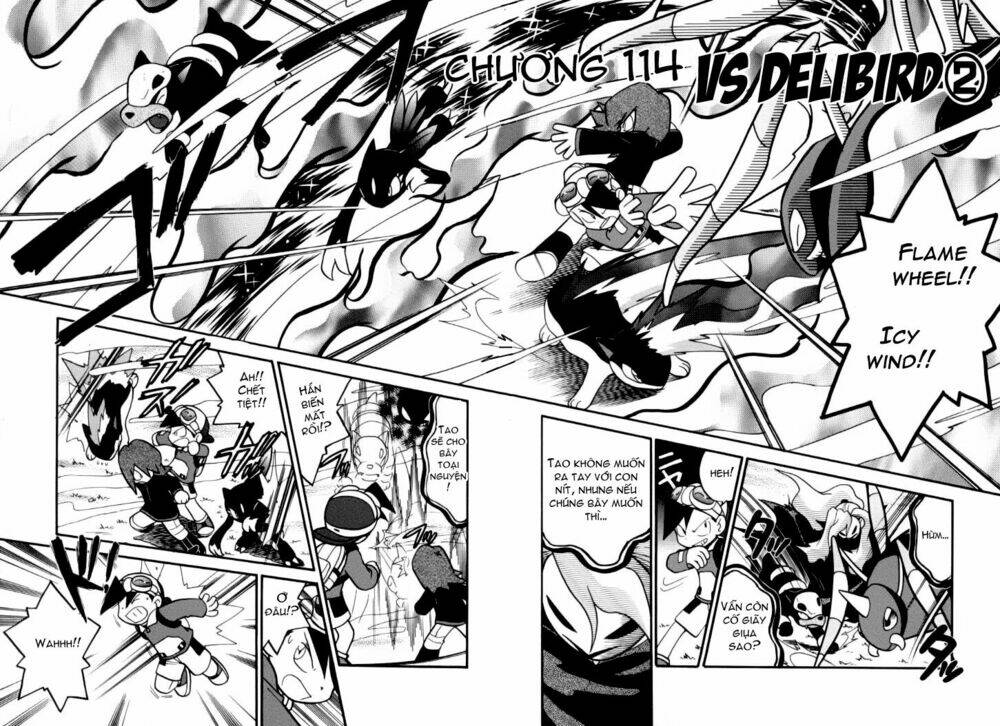 CHƯƠNG 114
VS DELIBIRD ②
FLAME
WHEEL!!
ICY
WIND!!
HỪM...
VẪN CÒN
CỐ GIÃY
GIỤA
SAO?
HEH!
TAO KHÔNG MUỐN
RA TAY VỚI CON
NÍT, NHƯNG NẾU
CHÚNG BÂY MUỐN
THÌ...
TAO
SẼ CHO
BÂY TOẠI
NGUYỆN
!
HẮN
BIẾN
MẤT
RỒI!?
AH!!
CHẾT
TIỆT!!
Ở
ĐÂU!?
WAHHH!!